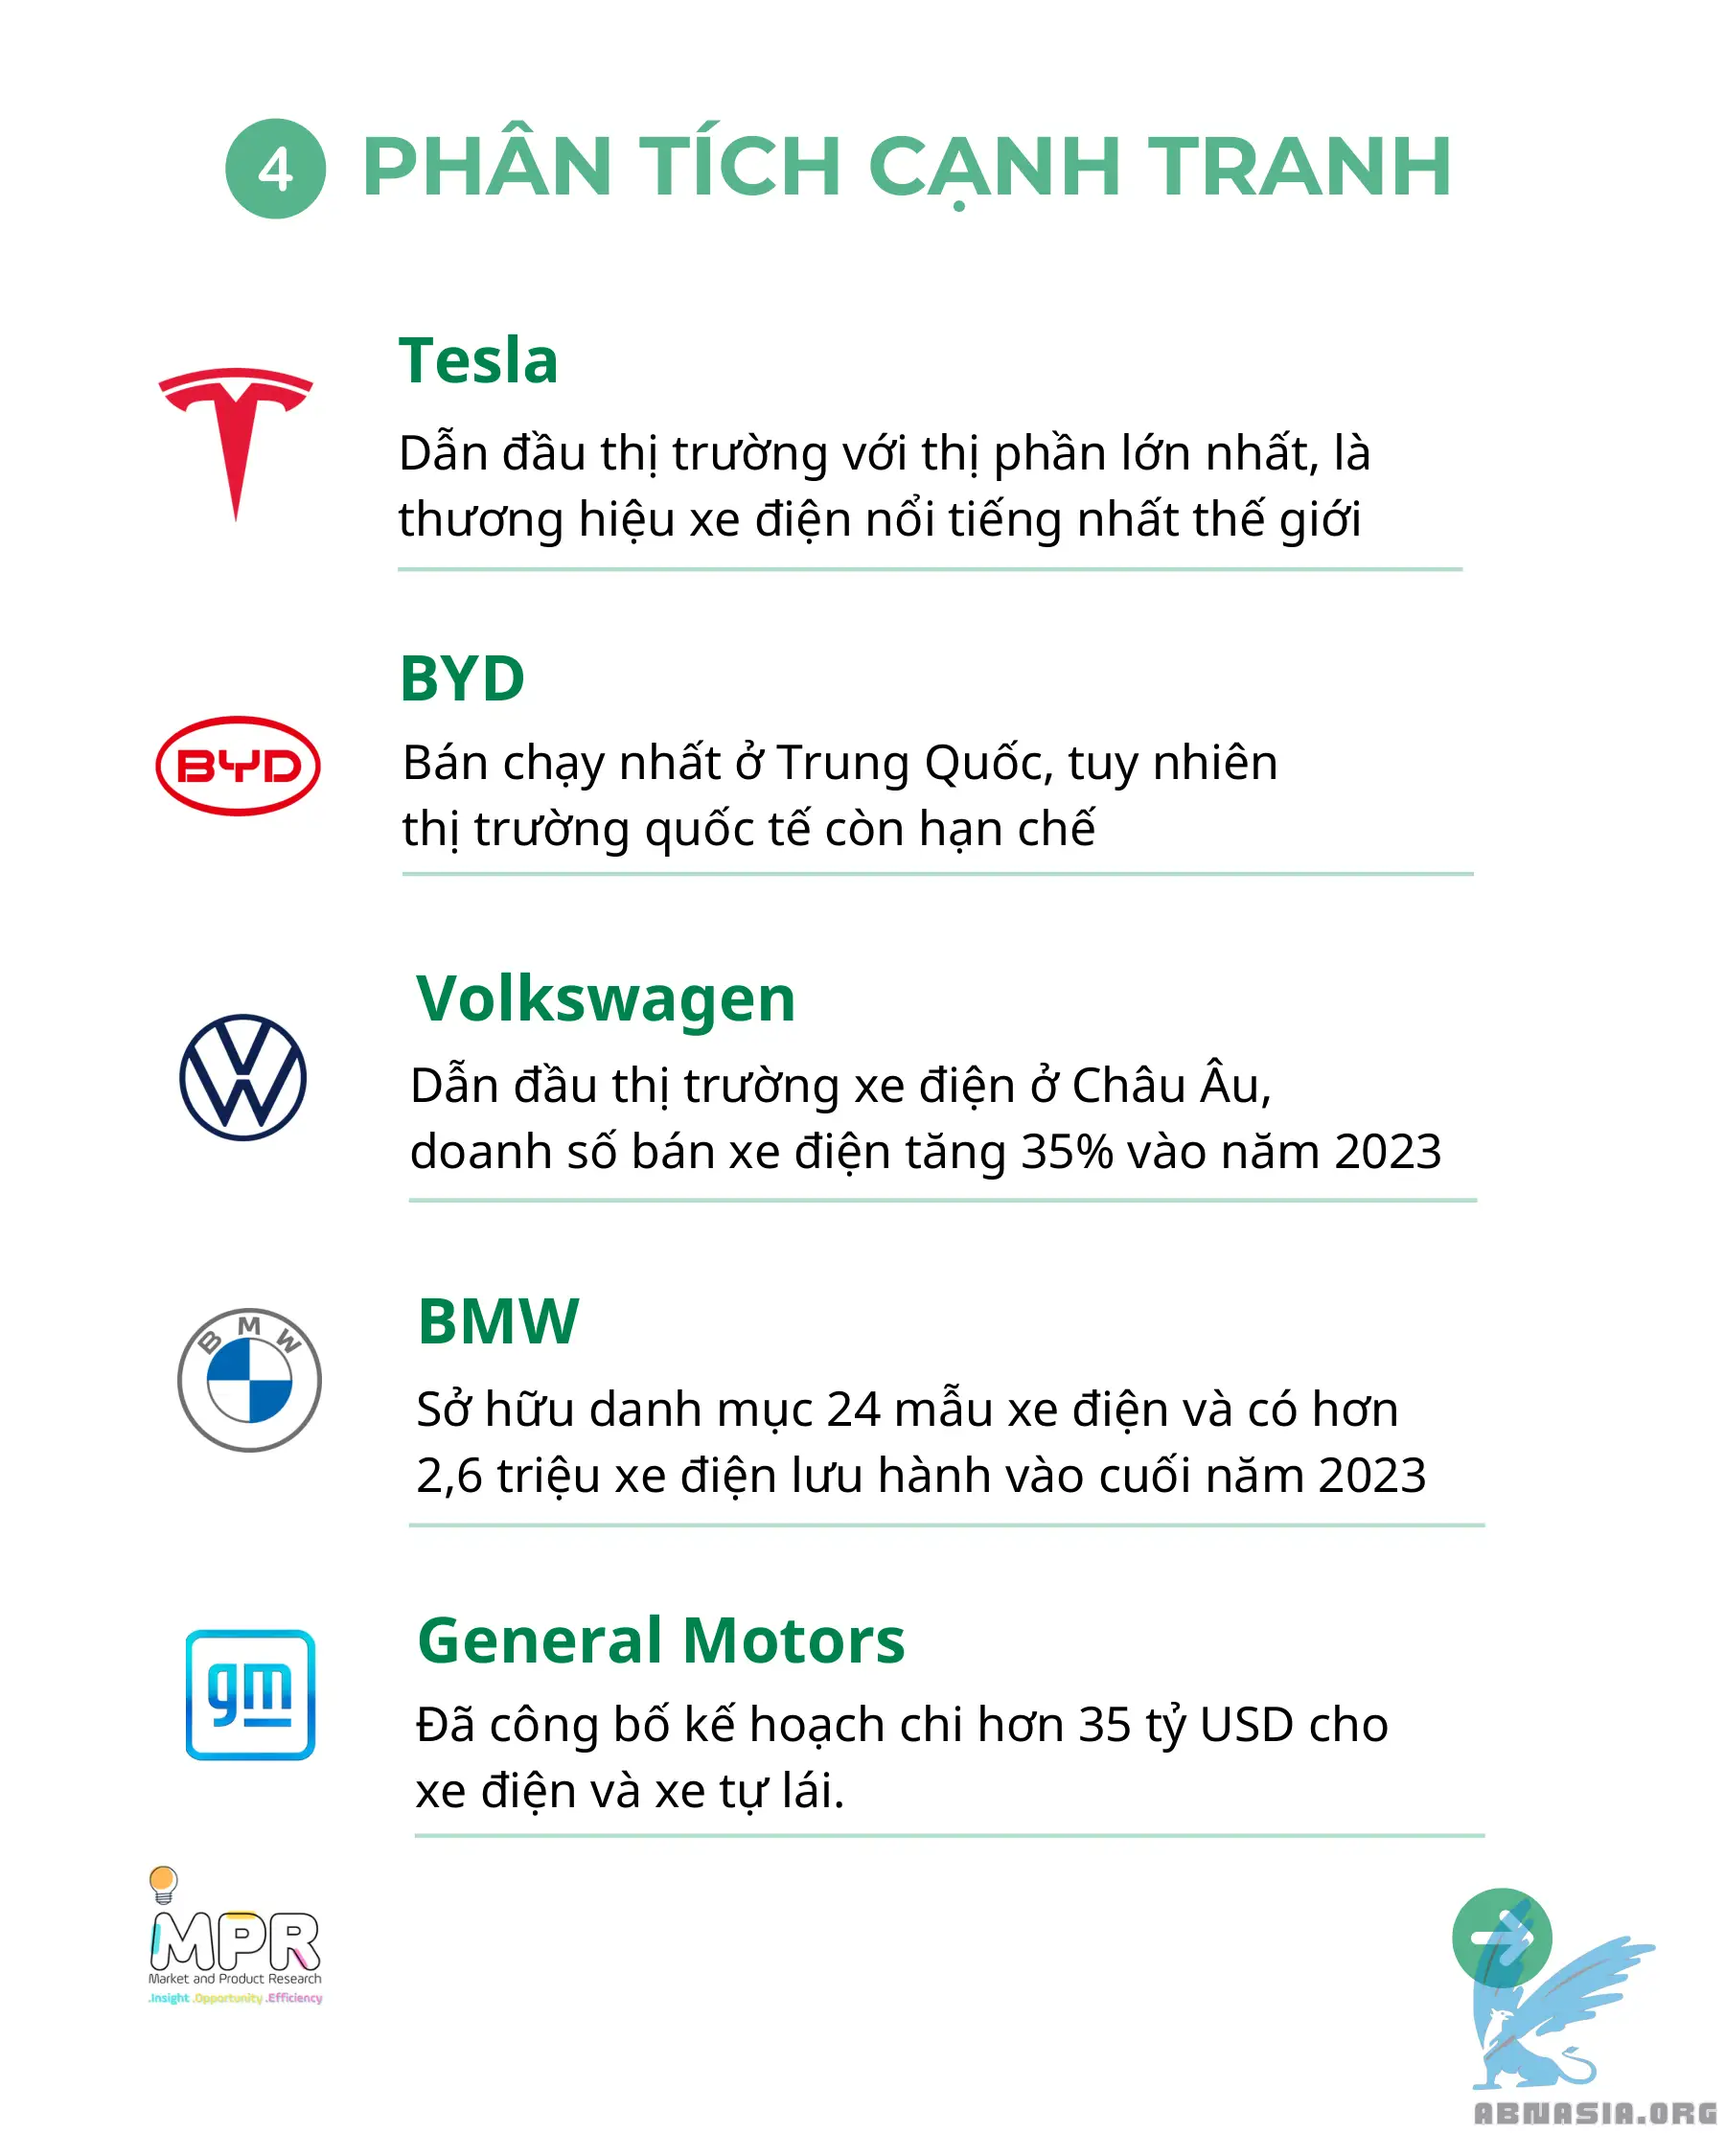 4 PHÂN TÍCH CẠNH TRANH
Tesla
Dẫn đầu thị trường với thị phần lớn nhất, là
thương hiệu xe điện nổi tiếng nhất thế giới
BYD
BYD
Bán chạy nhất ở Trung Quốc, tuy nhiên
thị trường quốc tế còn hạn chế
Volkswagen
Dẫn đầu thị trường xe điện ở Châu Âu,
doanh số bán xe điện tăng 35% vào năm 2023
BMW
BMW
Sở hữu danh mục 24 mẫu xe điện và có hơn
2,6 triệu xe điện lưu hành vào cuối năm 2023
General Motors
gm
Đã công bố kế hoạch chi hơn 35 tỷ USD cho
xe điện và xe tự lái.
MPR
Market and Product Research
.Insight .Opportunity .Efficiency
ABNASIA.ORG